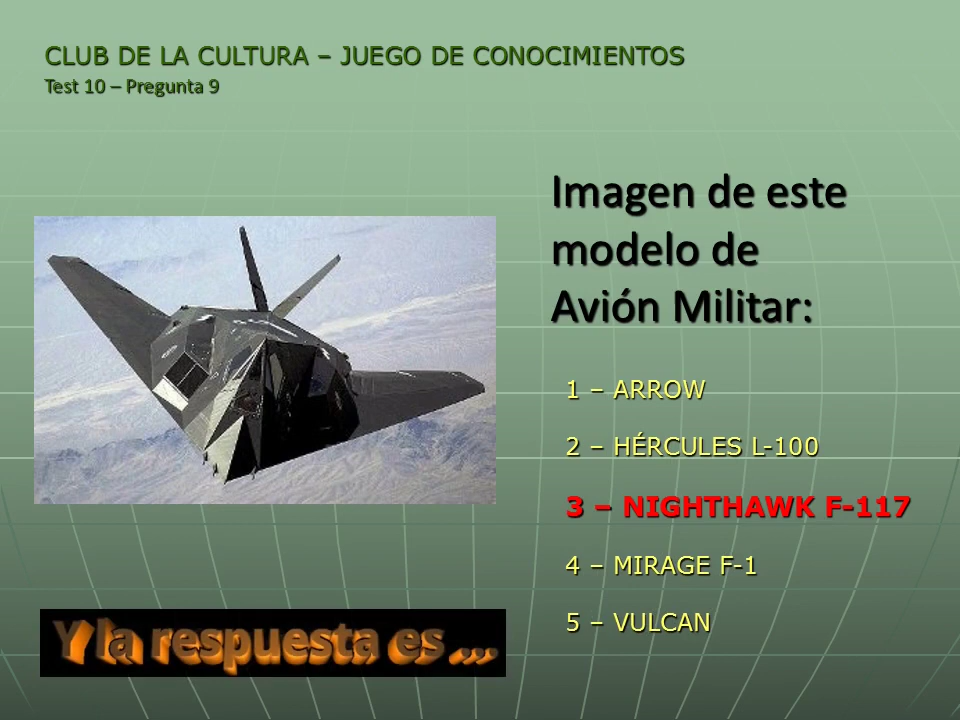 CLUB DE LA CULTURA – JUEGO DE CONOCIMIENTOS
Test 10 – Pregunta 9
Imagen de este
modelo de
Avión Militar:
1 – ARROW
2 – HÉRCULES L-100
3 – NIGHTHAWK F-117
4 – MIRAGE F-1
5 – VULCAN
Y la respuesta es ...